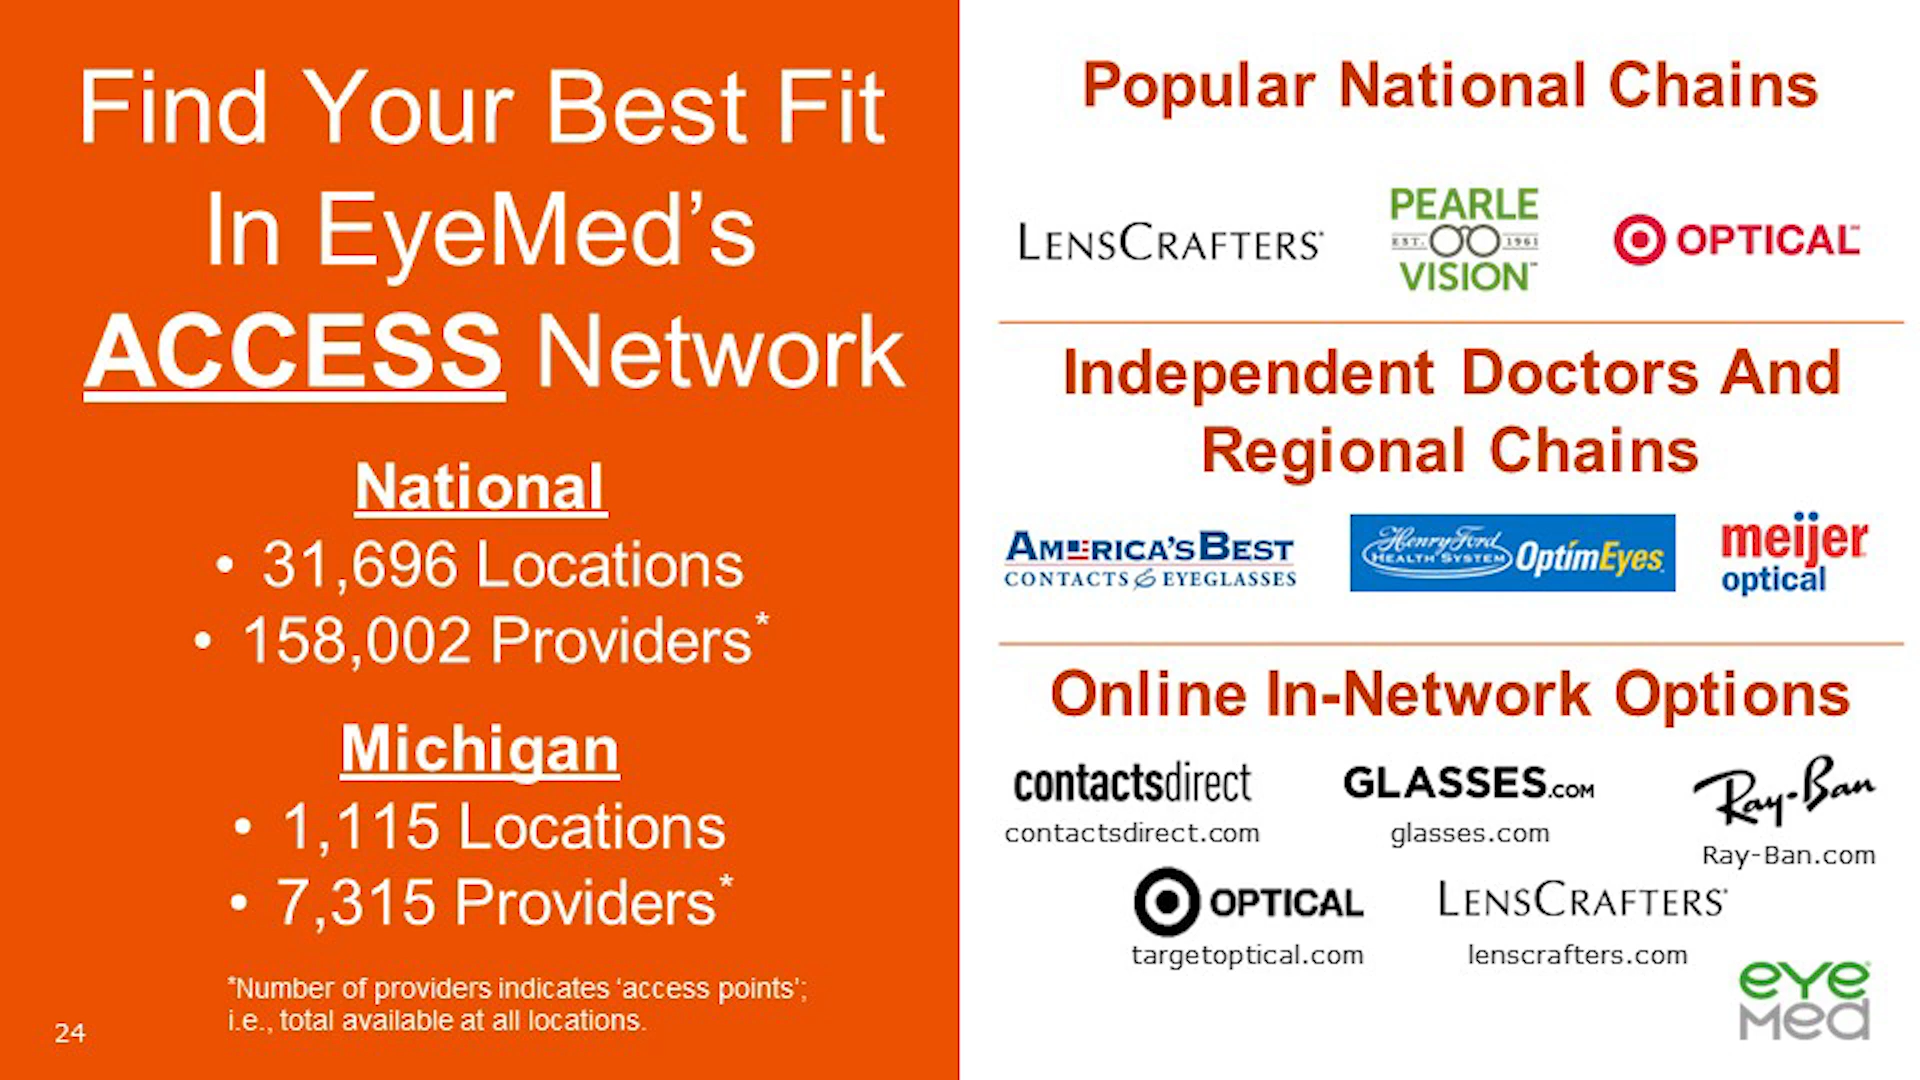 Find Your Best Fit
In EyeMed’s
ACCESS Network
National
• 31,696 Locations
• 158,002 Providers*
Michigan
• 1,115 Locations
• 7,315 Providers*
*Number of providers indicates ‘access points’;
i.e., total available at all locations.
24
Popular National Chains
LENSCRAFTERS
PEARLE
EST. 1961
VISION
OPTICAL
Independent Doctors And
Regional Chains
AMERICA'S BEST
CONTACTS & EYEGLASSES
Henry Ford
HEALTH SYSTEM
OptimEyes
meijer
optical
Online In-Network Options
contactsdirect
contactsdirect.com
GLASSES.COM
glasses.com
Ray-Ban
Ray-Ban.com
OPTICAL
targetoptical.com
LENSCRAFTERS
lenscrafters.com
eye
med